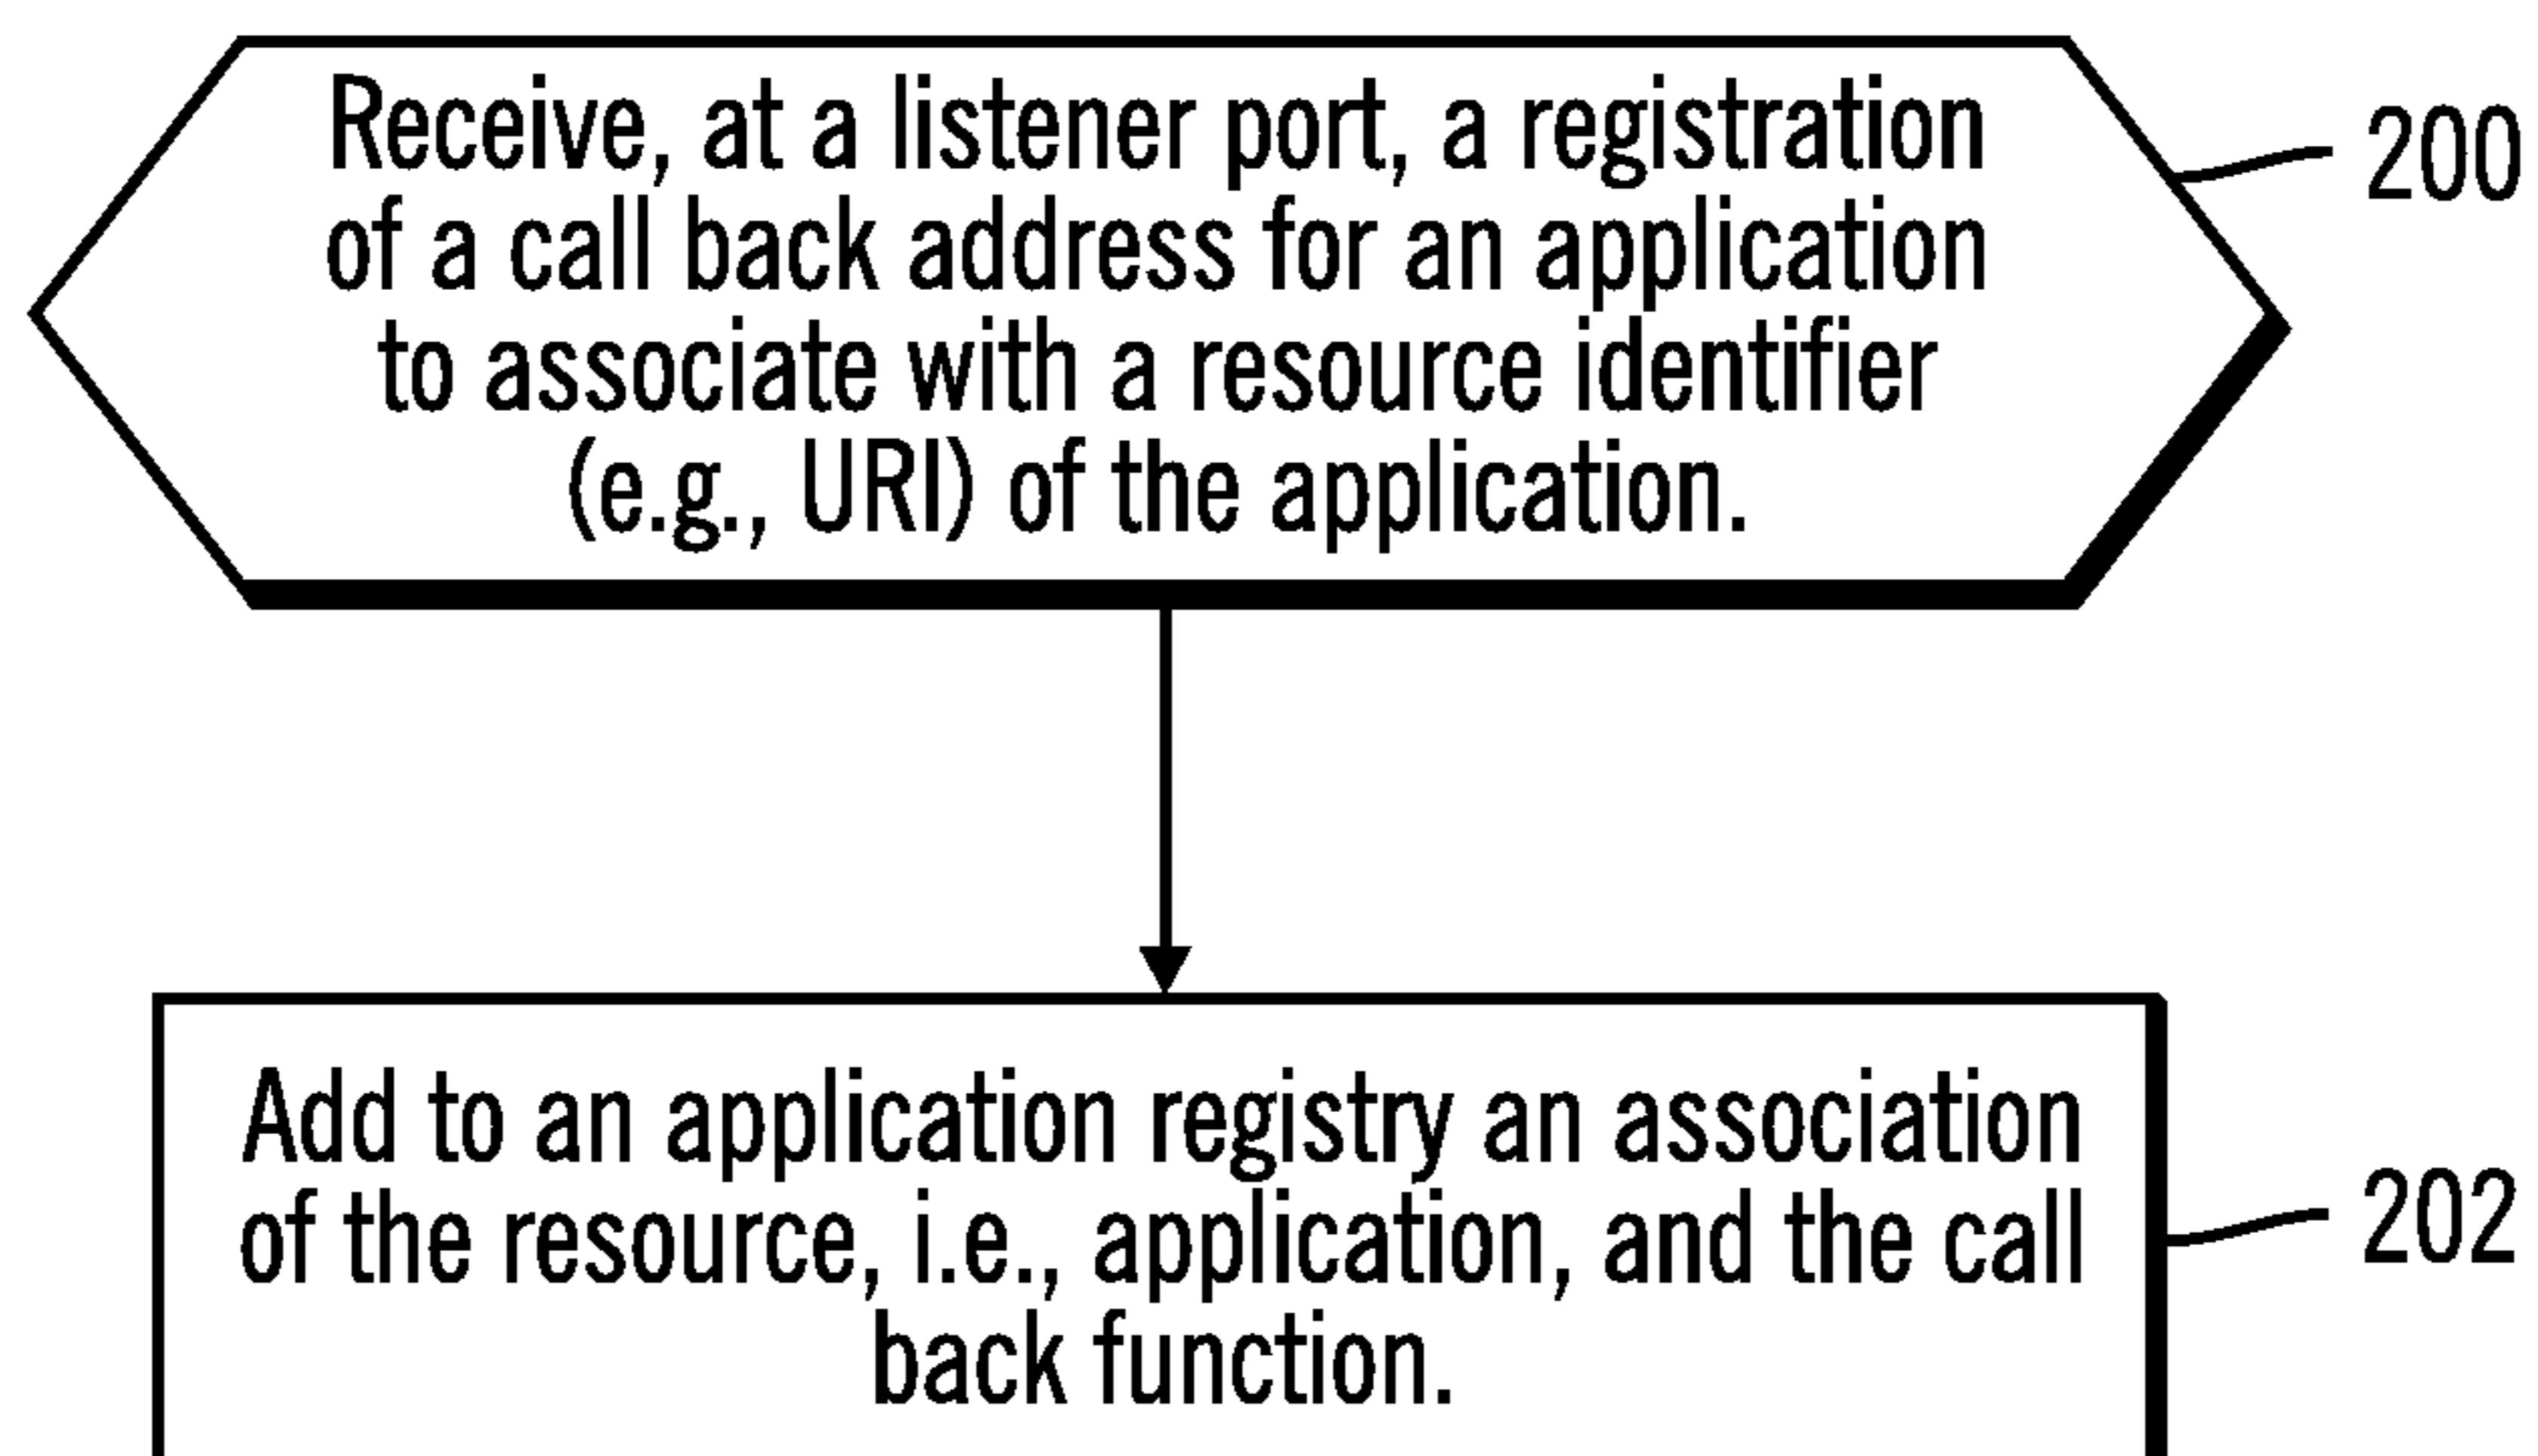 Receive, at a listener port, a registration
of a call back address for an application
to associate with a resource identifier
(e.g., URI) of the application.
200
Add to an application registry an association
of the resource, i.e., application, and the call
back function.
202